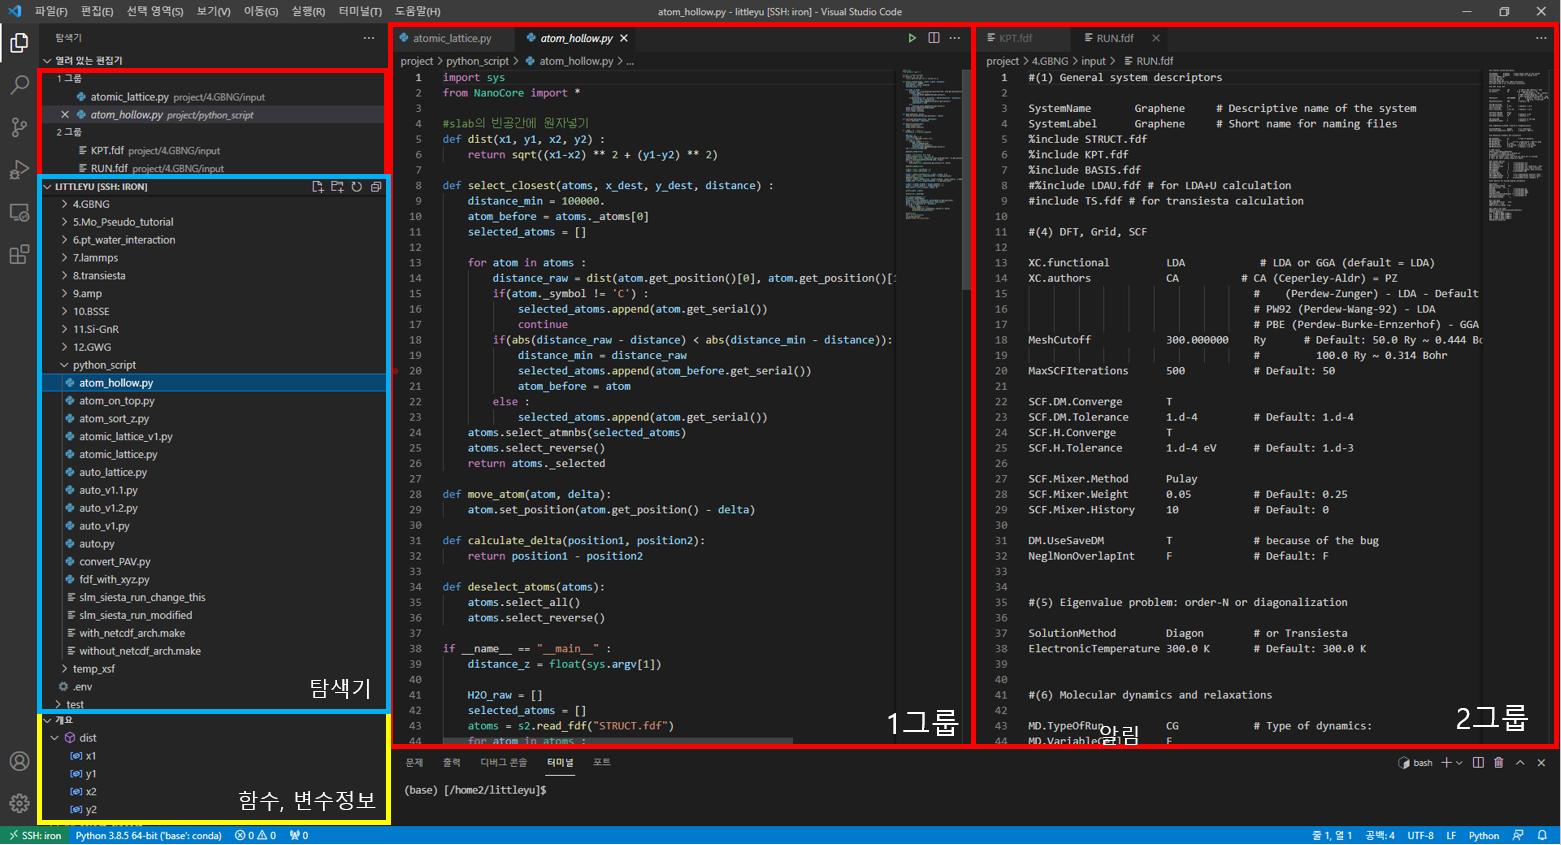 파일(F) 편집(E) 선택 영역(S) 보기(V) 이동(G) 실행(R) 터미널(T) 도움말(H) atom_hollow.py - littleyu [SSH: iron] - Visual Studio Code
탐색기
열려 있는 편집기
1 그룹
atomic_lattice.py project/4.GBNG/input
atom_hollow.py project/python_script
2 그룹
KPT.fdf project/4.GBNG/input
RUN.fdf project/4.GBNG/input
LITTLEYU [SSH: IRON]
4.GBNG
5.Mo_Pseudo_tutorial
6.pt_water_interaction
7.lammps
8.transiesta
9.amp
10.BSSE
11.Si-GnR
12.GWG
python_script
atom_hollow.py
atom_on_top.py
atom_sort_z.py
atomic_lattice_v1.py
atomic_lattice.py
auto_lattice.py
auto_v1.1.py
auto_v1.2.py
auto_v1.py
auto.py
convert_PAV.py
fdf_with_xyz.py
slm_siesta_run_change_this
slm_siesta_run_modified
with_netcdf_arch.make
without_netcdf_arch.make
temp_xsf
.env
test
탐색기
개요
dist
x1
y1
x2
y2
함수, 변수정보
atomic_lattice.py atom_hollow.py
project > python_script > atom_hollow.py > ...
1 import sys
2 from NanoCore import *
3
4 #slab의 빈공간에 원자넣기
5 def dist(x1, y1, x2, y2) :
6 return sqrt((x1-x2) ** 2 + (y1-y2) ** 2)
7
8 def select_closest(atoms, x_dest, y_dest, distance) :
9 distance_min = 100000.
10 atom_before = atoms._atoms[0]
11 selected_atoms = []
12
13 for atom in atoms :
14 distance_raw = dist(atom.get_position()[0], atom.get_position()[1
15 if(atom._symbol != 'C') :
16 selected_atoms.append(atom.get_serial())
17 continue
18 if(abs(distance_raw - distance) < abs(distance_min - distance)):
19 distance_min = distance_raw
20 selected_atoms.append(atom_before.get_serial())
21 atom_before = atom
22 else :
23 selected_atoms.append(atom.get_serial())
24 atoms.select_atmnbs(selected_atoms)
25 atoms.select_reverse()
26 return atoms._selected
27
28 def move_atom(atom, delta):
29 atom.set_position(atom.get_position() - delta)
30
31 def calculate_delta(position1, position2):
32 return position1 - position2
33
34 def deselect_atoms(atoms):
35 atoms.select_all()
36 atoms.select_reverse()
37
38 if __name__ == "__main__" :
39 distance_z = float(sys.argv[1])
40
41 H2O_raw = []
42 selected_atoms = []
43 atoms = s2.read_fdf("STRUCT.fdf")
44 for atom in atoms :
1그룹
KPT.fdf RUN.fdf
project > 4.GBNG > input > RUN.fdf
1 #(1) General system descriptors
2
3 SystemName Graphene # Descriptive name of the system
4 SystemLabel Graphene # Short name for naming files
5 %include STRUCT.fdf
6 %include KPT.fdf
7 %include BASIS.fdf
8 #%include LDAU.fdf # for LDA+U calculation
9 #include TS.fdf # for transiesta calculation
10
11 #(4) DFT, Grid, SCF
12
13 XC.functional LDA # LDA or GGA (default = LDA)
14 XC.authors CA # CA (Ceperley-Aldr) = PZ
15 # (Perdew-Zunger) - LDA - Default
16 # PW92 (Perdew-Wang-92) - LDA
17 # PBE (Perdew-Burke-Ernzerhof) - GGA
18 MeshCutoff 300.000000 Ry # Default: 50.0 Ry ~ 0.444 Bo
19 # 100.0 Ry ~ 0.314 Bohr
20 MaxSCFIterations 500 # Default: 50
21
22 SCF.DM.Converge T
23 SCF.DM.Tolerance 1.d-4 # Default: 1.d-4
24 SCF.H.Converge T
25 SCF.H.Tolerance 1.d-4 eV # Default: 1.d-3
26
27 SCF.Mixer.Method Pulay
28 SCF.Mixer.Weight 0.05 # Default: 0.25
29 SCF.Mixer.History 10 # Default: 0
30
31 DM.UseSaveDM T # because of the bug
32 NeglNonOverlapInt F # Default: F
33
34
35 #(5) Eigenvalue problem: order-N or diagonalization
36
37 SolutionMethod Diagon # or Transiesta
38 ElectronicTemperature 300.0 K # Default: 300.0 K
39
40
41 #(6) Molecular dynamics and relaxations
42
43 MD.TypeOfRun CG # Type of dynamics:
44 MD.VariableCell F
알림
2그룹
문제 출력 디버그 콘솔 터미널 포트 bash
(base) [/home2/littleyu]$
SSH: iron Python 3.8.5 64-bit ('base': conda) 0 0 0 줄 1, 열 1 공백: 4 UTF-8 LF Python